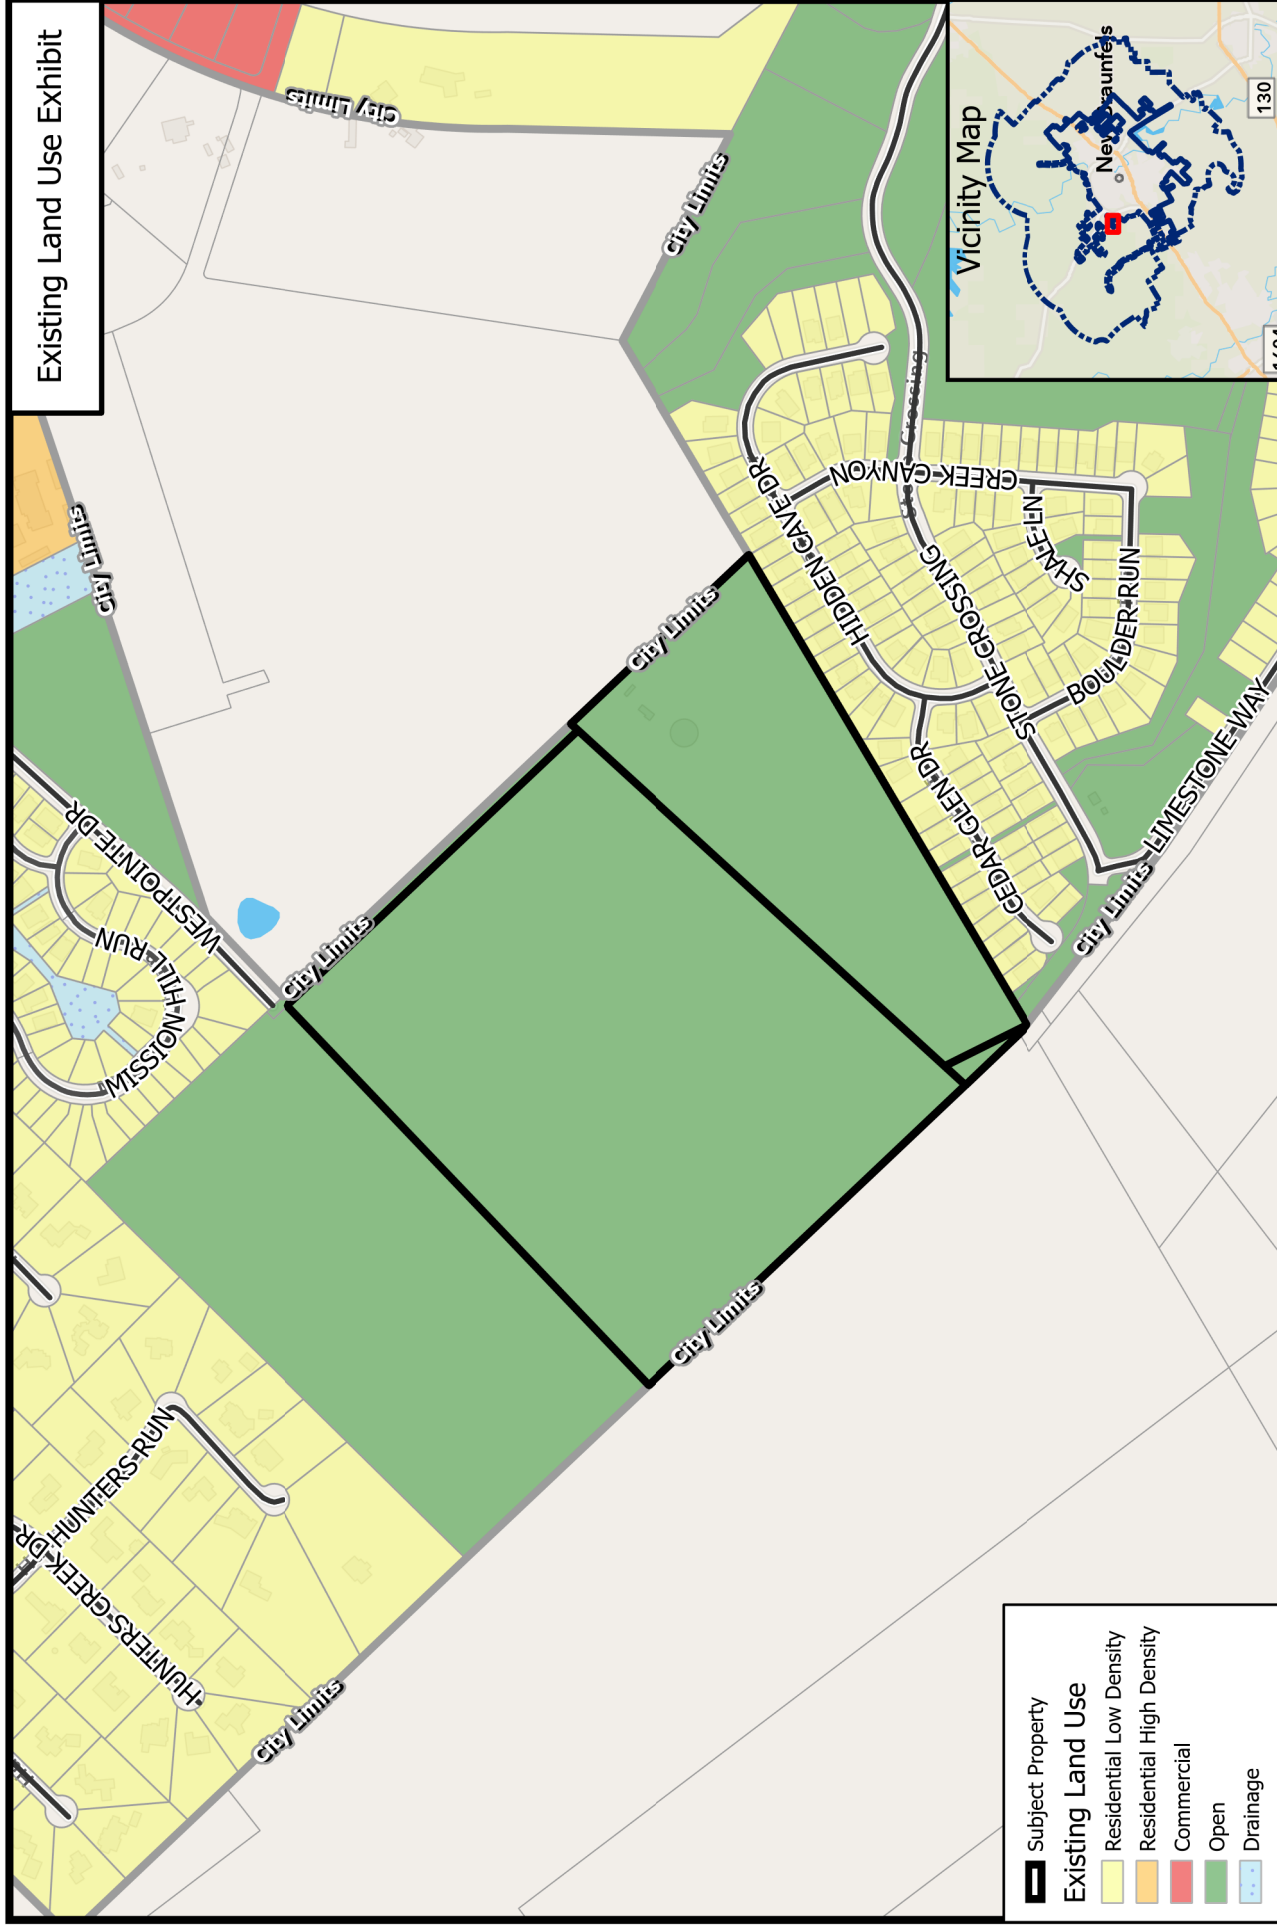 Existing Land Use Exhibit
City Limits
City Limits
City Limits
WESTPOINTE DR
MISSION HILL RUN
HUNTERS RUN
HUNTERS CREEK DR
City Limits
City Limits
City Limits
City Limits
HIDDEN CAVE DR
CREEK CANYON
Stone Crossing
STONE CROSSING
SHALE LN
BOULDER RUN
CEDAR GLEN DR
LIMESTONE WAY
City Limits
Vicinity Map
New Braunfels
130
Subject Property
Existing Land Use
Residential Low Density
Residential High Density
Commercial
Open
Drainage